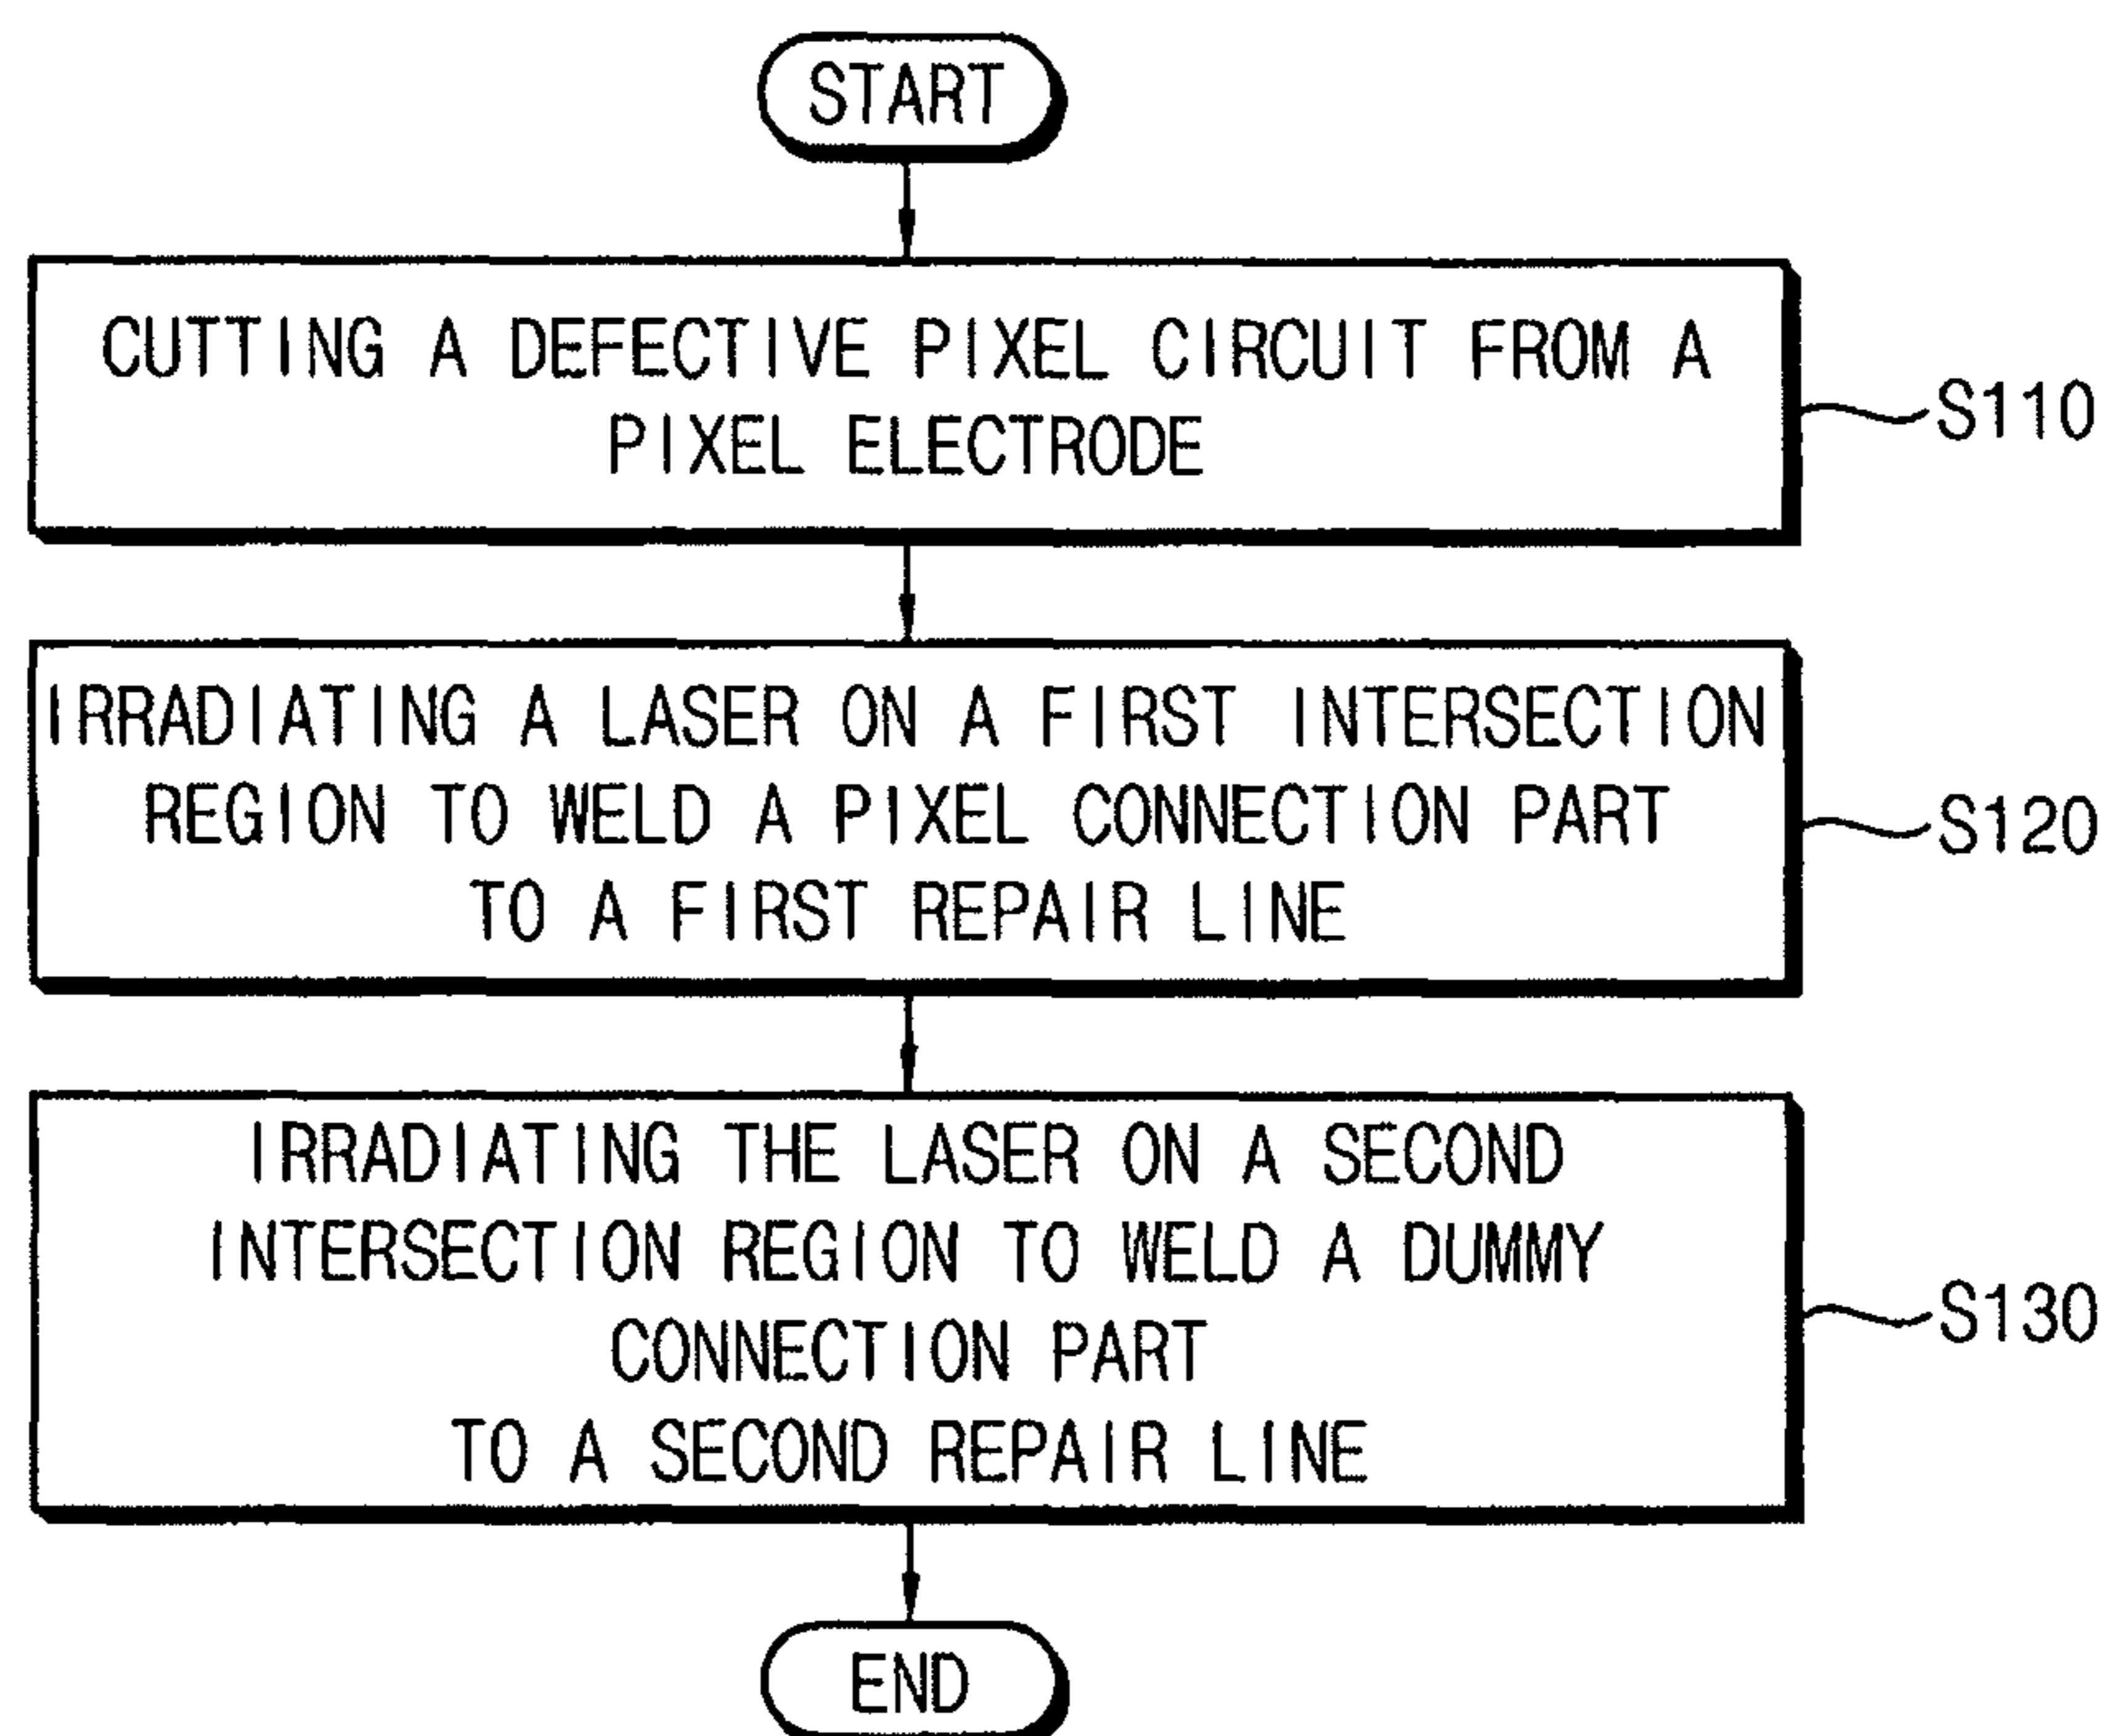 START
CUTTING A DEFECTIVE PIXEL CIRCUIT FROM A
PIXEL ELECTRODE
S110
IRRADIATING A LASER ON A FIRST INTERSECTION
REGION TO WELD A PIXEL CONNECTION PART
TO A FIRST REPAIR LINE
S120
IRRADIATING THE LASER ON A SECOND
INTERSECTION REGION TO WELD A DUMMY
CONNECTION PART
TO A SECOND REPAIR LINE
S130
END